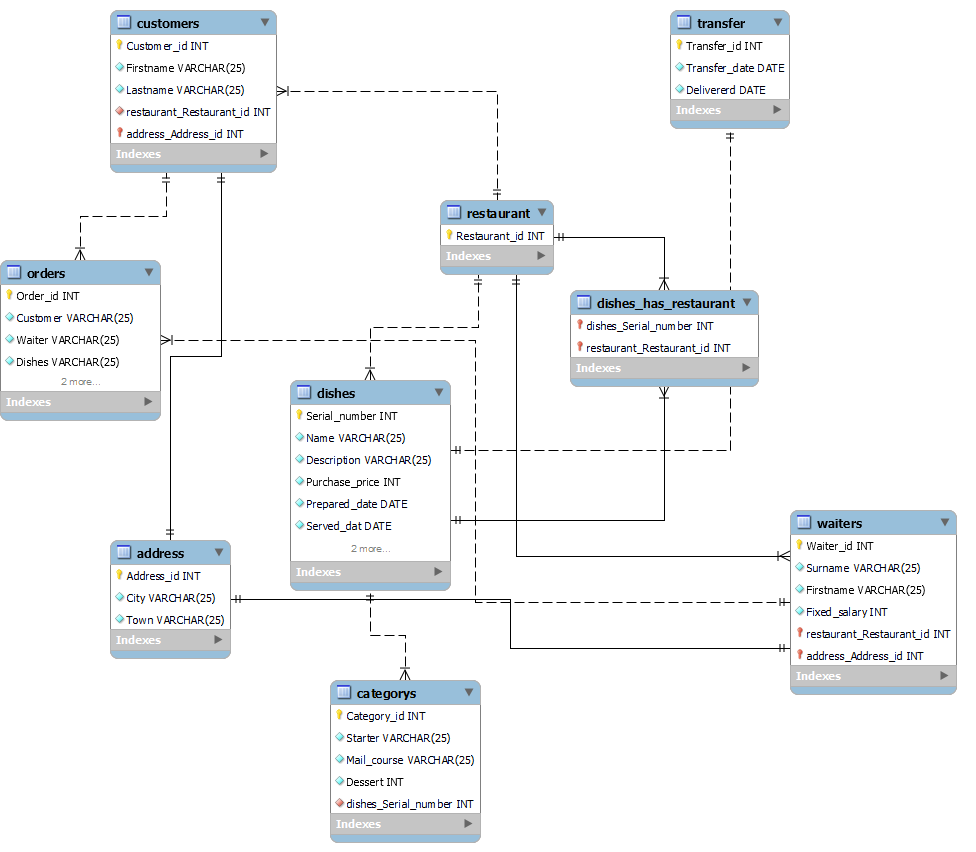 customers
Customer_id INT
Firstname VARCHAR(25)
Lastname VARCHAR(25)
restaurant_Restaurant_id INT
address_Address_id INT
Indexes
transfer
Transfer_id INT
Transfer_date DATE
Delivererd DATE
Indexes
restaurant
Restaurant_id INT
Indexes
orders
Order_id INT
Customer VARCHAR(25)
Waiter VARCHAR(25)
Dishes VARCHAR(25)
2 more...
Indexes
dishes_has_restaurant
dishes_Serial_number INT
restaurant_Restaurant_id INT
Indexes
dishes
Serial_number INT
Name VARCHAR(25)
Description VARCHAR(25)
Purchase_price INT
Prepared_date DATE
Served_dat DATE
2 more...
Indexes
waiters
Waiter_id INT
Surname VARCHAR(25)
Firstname VARCHAR(25)
Fixed_salary INT
restaurant_Restaurant_id INT
address_Address_id INT
Indexes
address
Address_id INT
City VARCHAR(25)
Town VARCHAR(25)
Indexes
categorys
Category_id INT
Starter VARCHAR(25)
Mail_course VARCHAR(25)
Dessert INT
dishes_Serial_number INT
Indexes